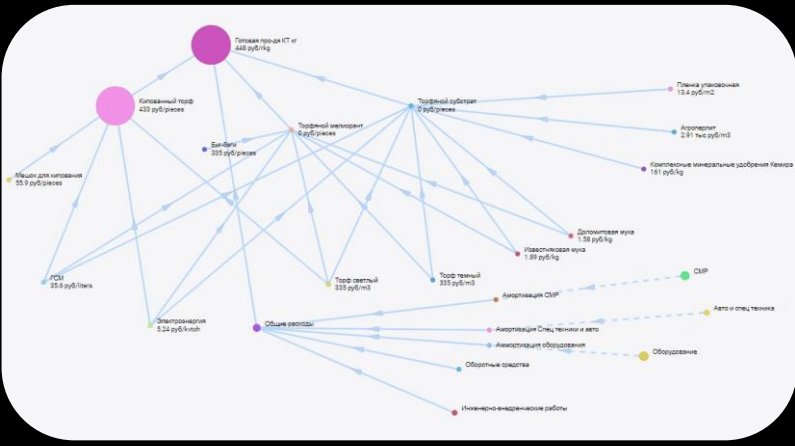 Готовая про-дя КТ кг
448 руб/rkg
Кипованный торф
433 руб/pieces
Торфяной субстрат
0 руб/pieces
Пленка упаковочная
13.4 руб/m2
Торфяной мелиорант
0 руб/pieces
Агроперлит
2.91 тыс руб/m3
Биг-баги
335 руб/pieces
Комплексные минеральные удобрения Кемира
161 руб/kg
Мешок для кипования
55.9 руб/pieces
Доломитовая мука
1.58 руб/kg
Известняковая мука
1.89 руб/kg
ГСМ
35.6 руб/liters
Торф светлый
335 руб/m3
Торф темный
335 руб/m3
СМР
Амортизация СМР
Авто и спец техника
Электроэнергия
5.24 руб/kvtch
Общие расходы
Амортизация Спец техники и авто
Аммортизация оборудования
Оборудование
Оборотные средства
Инженерно-внедренческие работы